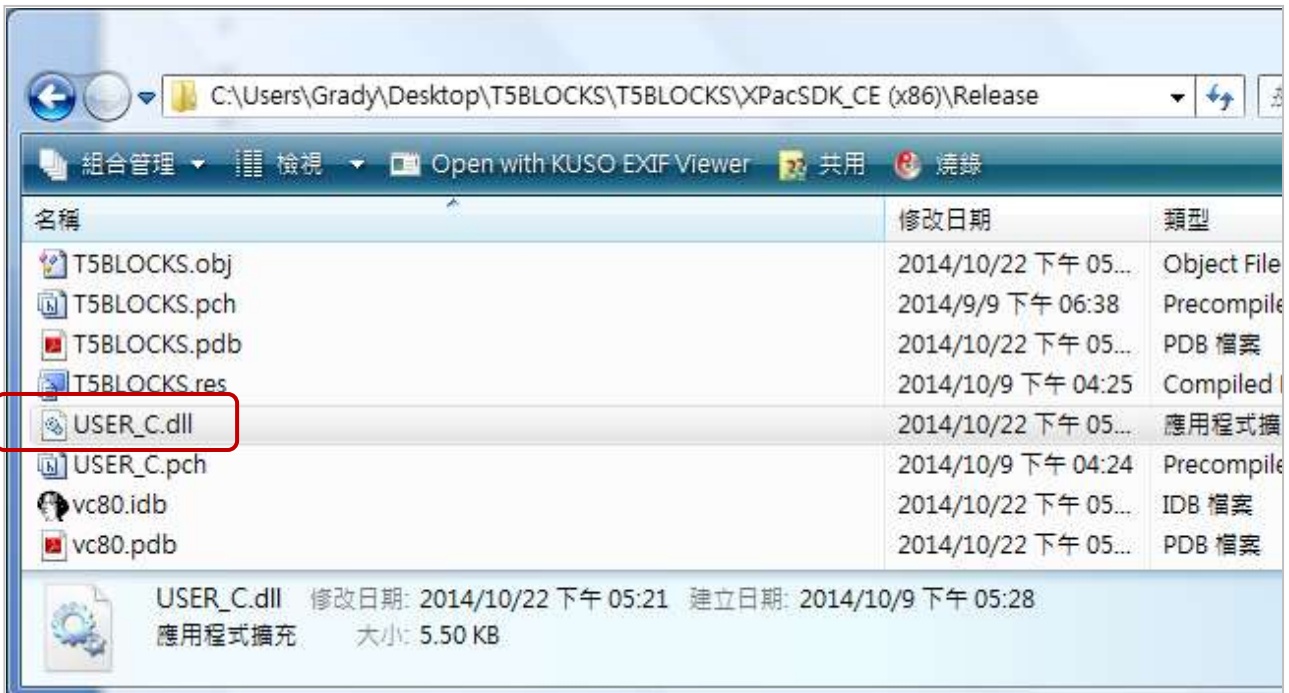 C:\Users\Grady\Desktop\T5BLOCKS\T5BLOCKS\XPacSDK_CE (x86)\Release
組合管理 檢視 Open with KUSO EXIF Viewer 共用 燒錄
名稱 修改日期 類型
T5BLOCKS.obj 2014/10/22 下午 05... Object File
T5BLOCKS.pch 2014/9/9 下午 06:38 Precompile
T5BLOCKS.pdb 2014/10/22 下午 05... PDB 檔案
T5BLOCKS.res 2014/10/9 下午 04:25 Compiled
USER_C.dll 2014/10/22 下午 05... 應用程式擴
USER_C.pch 2014/10/9 下午 04:24 Precompile
vc80.idb 2014/10/22 下午 05... IDB 檔案
vc80.pdb 2014/10/22 下午 05... PDB 檔案
USER_C.dll 修改日期: 2014/10/22 下午 05:21 建立日期: 2014/10/9 下午 05:28
應用程式擴充 大小: 5.50 KB